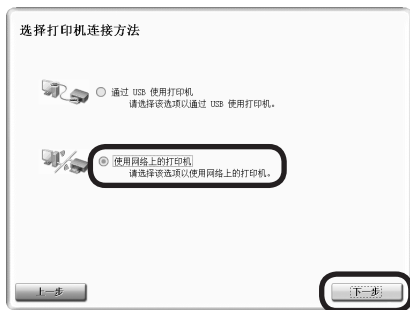 选择打印机连接方法
通过 USB 使用打印机
请选择该选项以通过 USB 使用打印机。
使用网络上的打印机
请选择该选项以使用网络上的打印机。
上一步
下一步